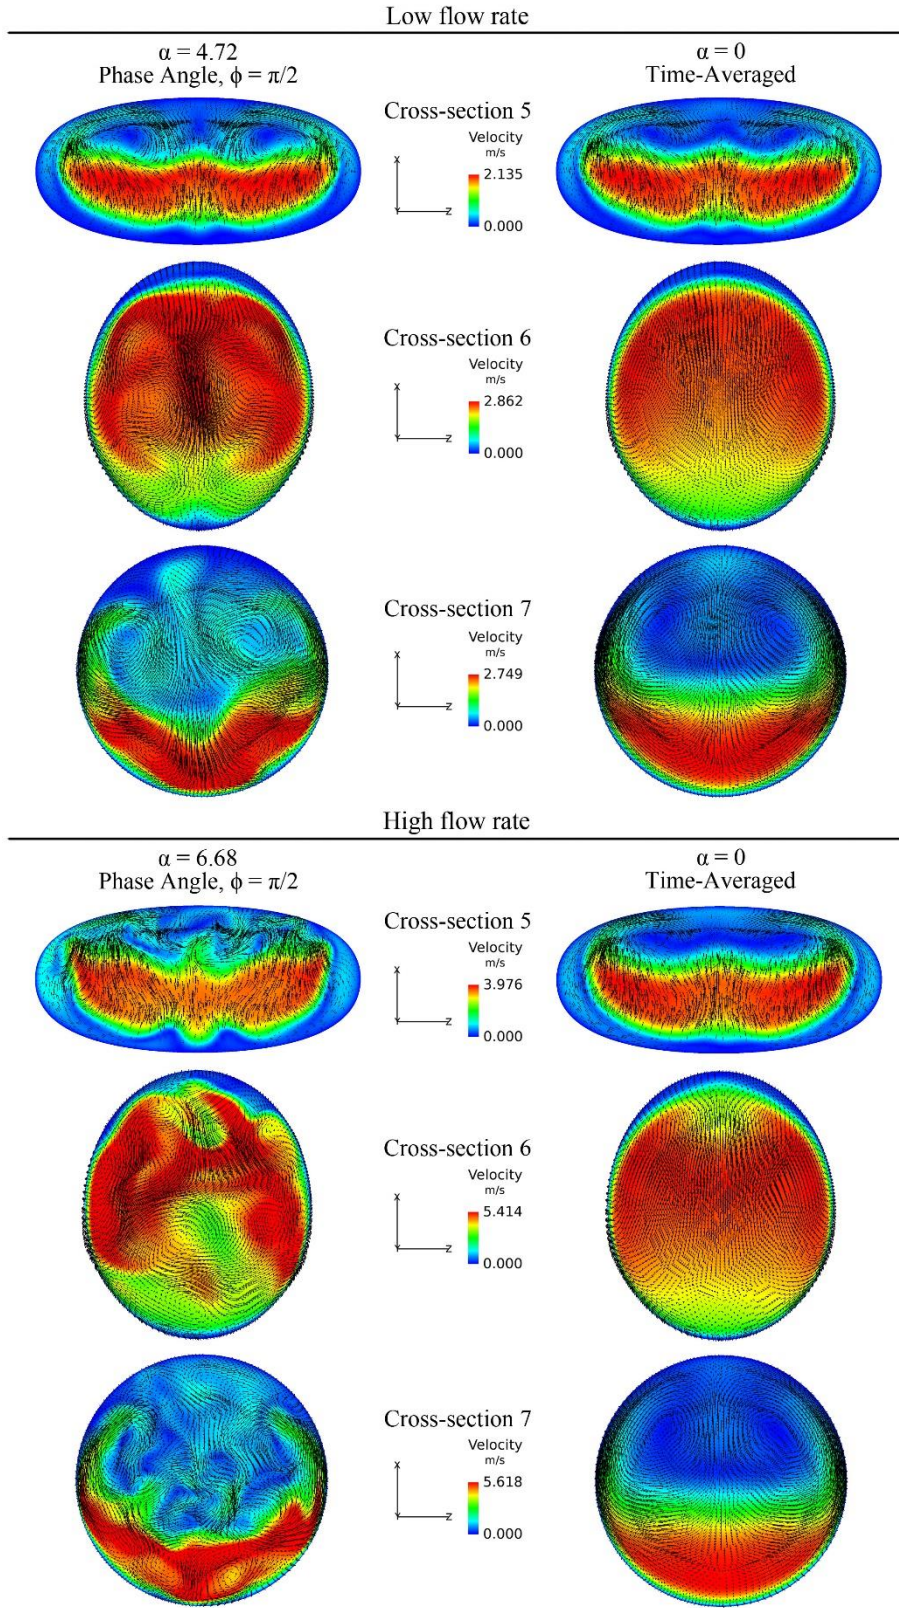 Low flow rate
α = 4.72
Phase Angle, ϕ = π/2
α = 0
Time-Averaged
Cross-section 5
Velocity
m/s
2.135
0.000
X
Y
Z
Cross-section 6
Velocity
m/s
2.862
0.000
X
Y
Z
Cross-section 7
Velocity
m/s
2.749
0.000
X
Y
Z
High flow rate
α = 6.68
Phase Angle, ϕ = π/2
α = 0
Time-Averaged
Cross-section 5
Velocity
m/s
3.976
0.000
X
Y
Z
Cross-section 6
Velocity
m/s
5.414
0.000
X
Y
Z
Cross-section 7
Velocity
m/s
5.618
0.000
X
Y
Z